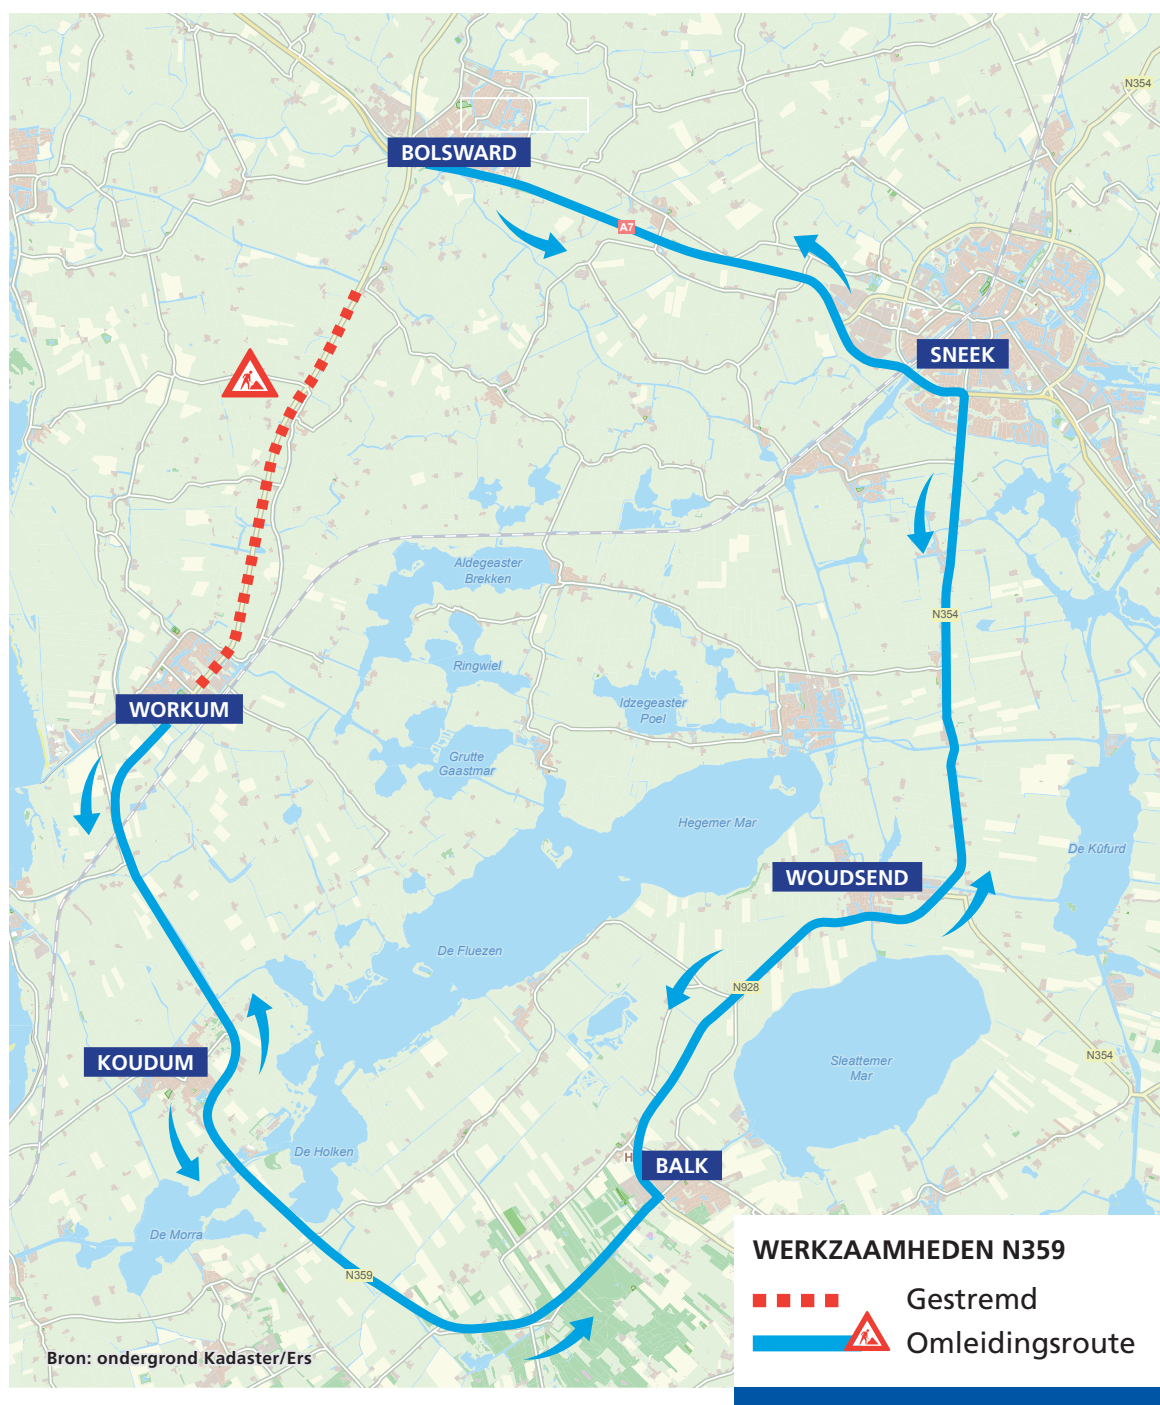 N354
BOLSWARD
A7
SNEEK
Aldegeaster
Brekken
N354
Ringwiel
Idzegeaster
Poel
WORKUM
Grutte
Gaastmar
Hegemer Mar
De Kûfurd
WOUDSEND
De Fluezen
N928
N354
KOUDUM
Sleattemer
Mar
De Holken
H
BALK
De Morra
N359
WERKZAAMHEDEN N359
Gestremd
Omleidingsroute
Bron: ondergrond Kadaster/Ers